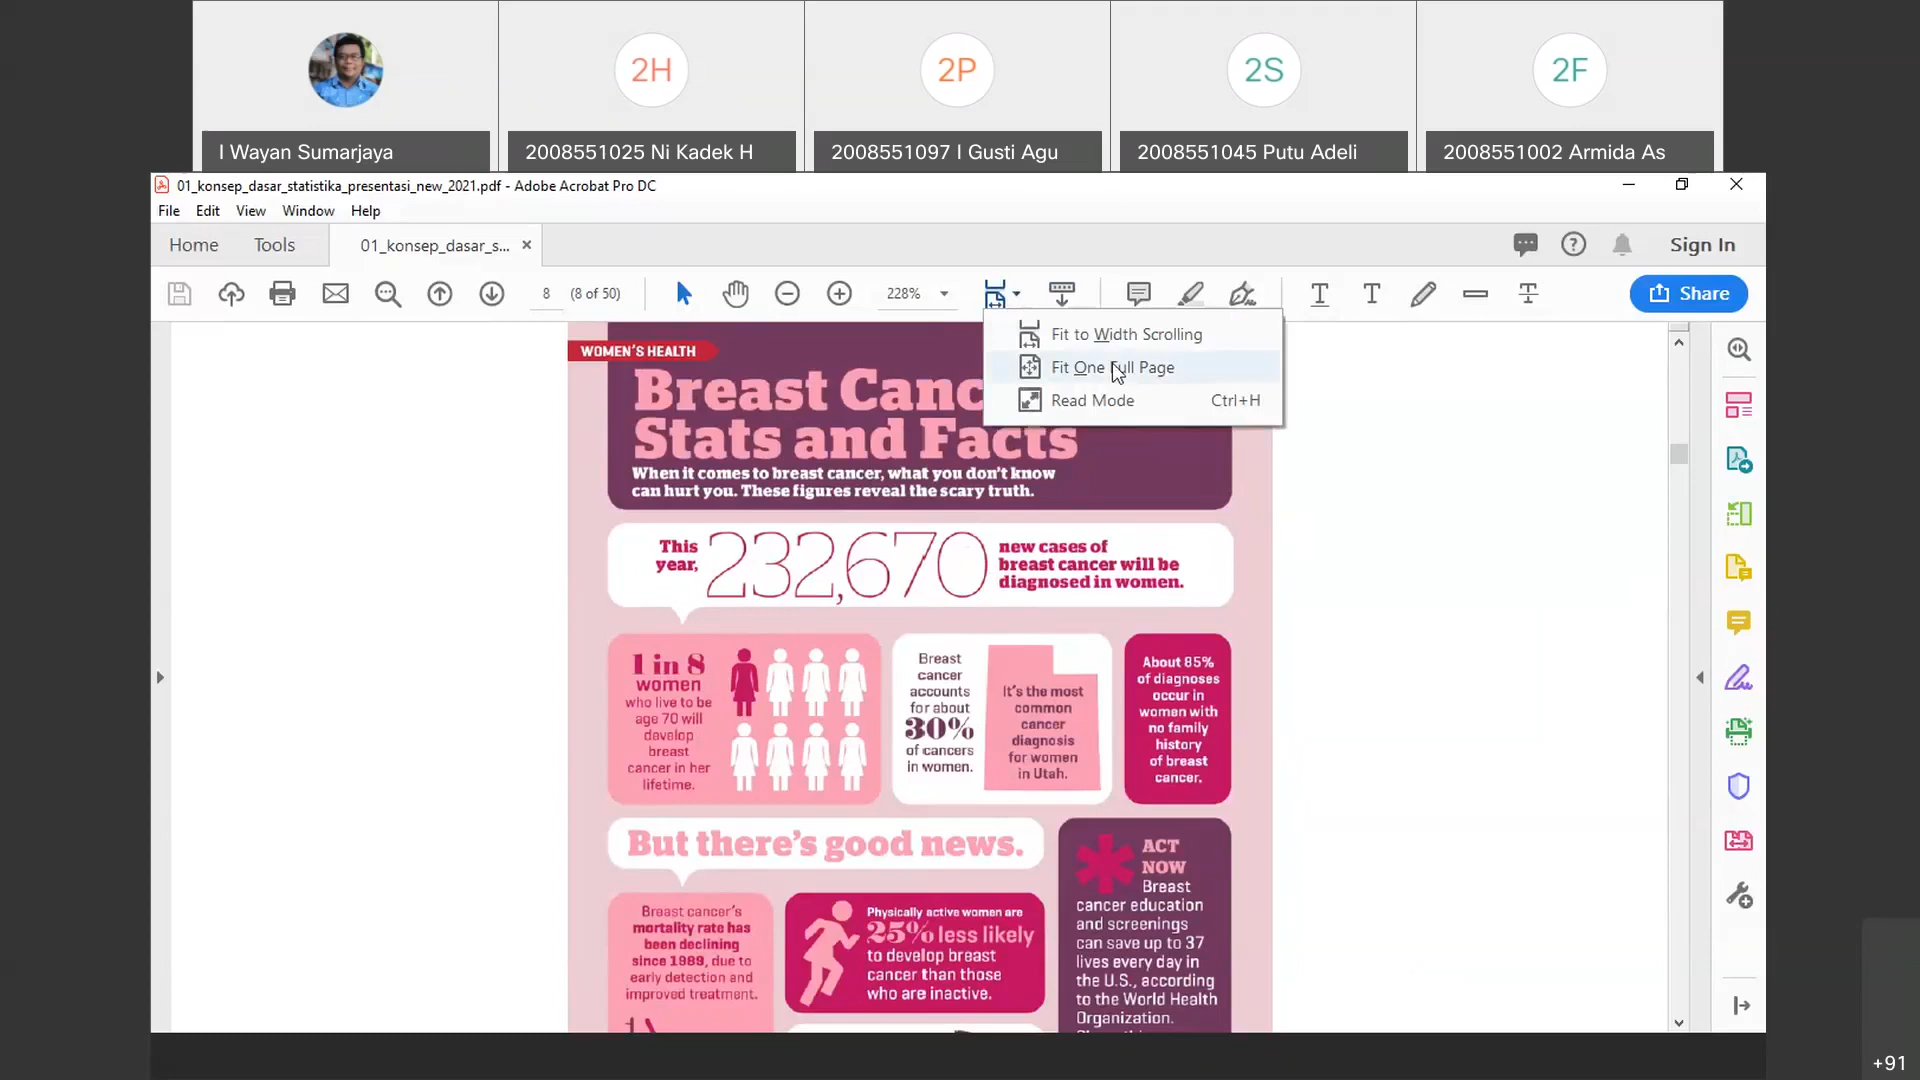 2H
2P
2S
2F
I Wayan Sumarjaya
2008551025 Ni Kadek H
2008551097 I Gusti Agu
2008551045 Putu Adeli
2008551002 Armida As
01_konsep_dasar_statistika_presentasi_new_2021.pdf - Adobe Acrobat Pro DC
File Edit View Window Help
Home Tools 01_konsep_dasar_s... Sign In
8 (8 of 50) 228% Share
Fit to Width Scrolling
Fit One Full Page
Read Mode Ctrl+H
WOMEN'S HEALTH
Breast Canc
Stats and Facts
When it comes to breast cancer, what you don't know
can hurt you. These figures reveal the scary truth.
This
year,
232,670
new cases of
breast cancer will be
diagnosed in women.
1 in 8
women
who live to be
age 70 will
develop
breast
cancer in her
lifetime.
Breast
cancer
accounts
for about
30%
of cancers
in women.
It's the most
common
cancer
diagnosis
for women
in Utah.
About 85%
of diagnoses
occur in
women with
no family
history
of breast
cancer.
But there's good news.
Breast cancer's
mortality rate has
been declining
since 1989, due to
early detection and
improved treatment.
Physically active women are
25% less likely
to develop breast
cancer than those
who are inactive.
ACT
NOW
Breast
cancer education
and screenings
can save up to 37
lives every day in
the U.S., according
to the World Health
Organization.
+91